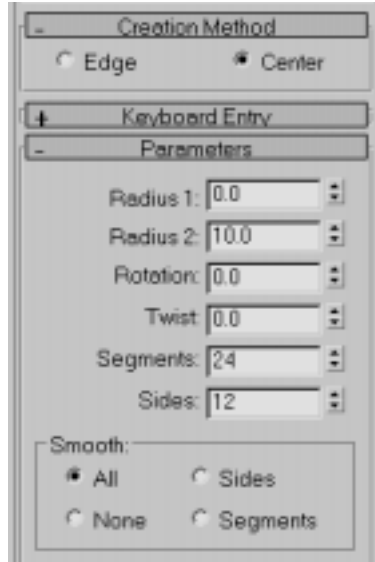 - Creation Method
Edge Center
+ Keyboard Entry
- Parameters
Radius 1: 0.0
Radius 2: 10.0
Rotation: 0.0
Twist: 0.0
Segments: 24
Sides: 12
Smooth:
All Sides
None Segments